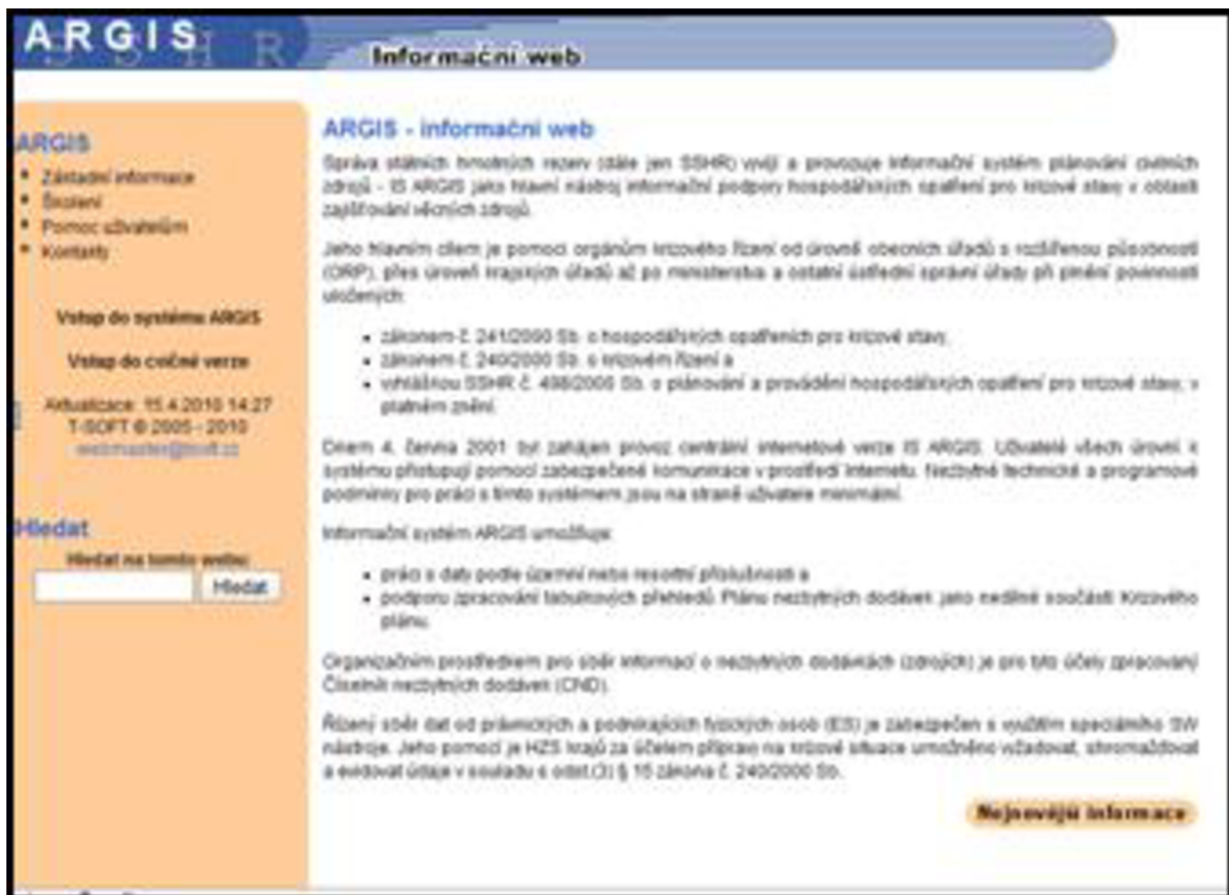 ARGIS
SSHR
Informační web
ARGIS
Základní informace
Školení
Pomoc uživatelům
Kontakty
Vstup do systému ARGIS
Vstup do cvičné verze
Aktualizace: 15.4.2010 14:27
T-SOFT © 2005 - 2010
webmaster@tsoft.cz
Hledat
Hledat na tomto webu:
Hledat
ARGIS - informační web
Správa státních hmotných rezerv (dále jen SSHR) vyvíjí a provozuje Informační systém plánování civilních
zdrojů - IS ARGIS jako hlavní nástroj informační podpory hospodářských opatření pro krizové stavy v oblasti
zajišťování věcných zdrojů.
Jeho hlavním cílem je pomoci orgánům krizového řízení od úrovně obecních úřadů s rozšířenou působností
(ORP), přes úroveň krajských úřadů až po ministerstva a ostatní ústřední správní úřady při plnění povinností
uložených:
zákonem č. 241/2000 Sb. o hospodářských opatřeních pro krizové stavy,
zákonem č. 240/2000 Sb. o krizovém řízení a
vyhláškou SSHR č. 498/2000 Sb. o plánování a provádění hospodářských opatření pro krizové stavy, v
platném znění.
Dnem 4. června 2001 byl zahájen provoz centrální internetové verze IS ARGIS. Uživatelé všech úrovní k
systému přistupují pomocí zabezpečené komunikace v prostředí Internetu. Nezbytné technické a programové
podmínky pro práci s tímto systémem jsou na straně uživatele minimální.
Informační systém ARGIS umožňuje:
práci s daty podle územní nebo resortní příslušnosti a
podporu zpracování tabulkových přehledů Plánu nezbytných dodávek jako nedílné součásti Krizového
plánu.
Organizačním prostředkem pro sběr informací o nezbytných dodávkách (zdrojích) je pro tyto účely zpracovaný
Číselník nezbytných dodávek (CND).
Řízený sběr dat od právnických a podnikajících fyzických osob (ES) je zabezpečen s využitím speciálního SW
nástroje. Jeho pomocí je HZS krajů za účelem přípravy na krizové situace umožněno vyžadovat, shromažďovat
a evidovat údaje v souladu s odst.(3) § 15 zákona č. 240/2000 Sb.
Nejnovější informace